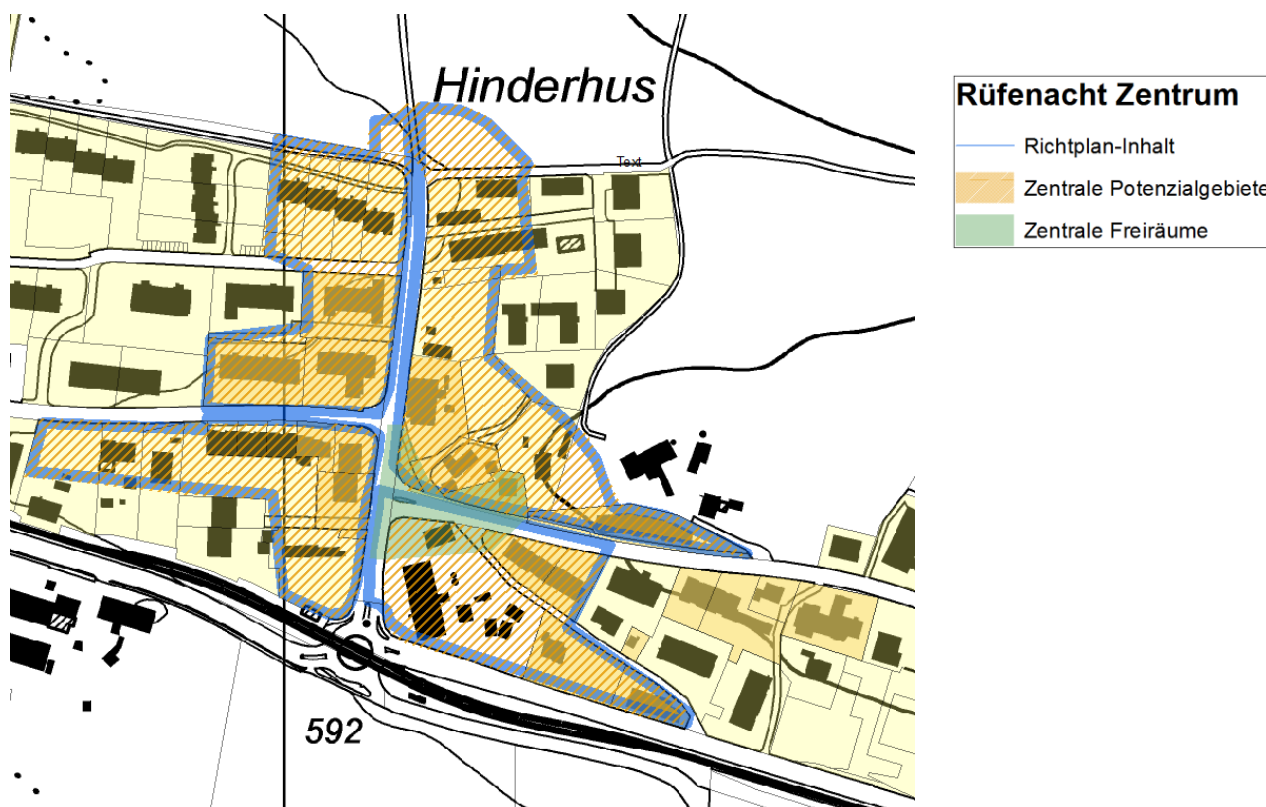 Hinderhus
Text
592
Rüfenacht Zentrum
Richtplan-Inhalt
Zentrale Potenzialgebiete
Zentrale Freiräume